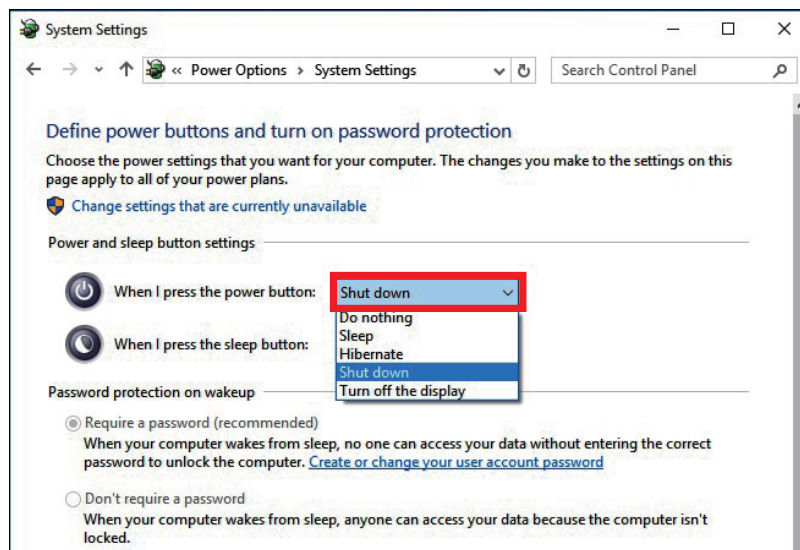 System Settings
« Power Options > System Settings
Search Control Panel
Define power buttons and turn on password protection
Choose the power settings that you want for your computer. The changes you make to the settings on this
page apply to all of your power plans.
Change settings that are currently unavailable
Power and sleep button settings
When I press the power button: Shut down
Do nothing
Sleep
When I press the sleep button:
Hibernate
Shut down
Turn off the display
Password protection on wakeup
Require a password (recommended)
When your computer wakes from sleep, no one can access your data without entering the correct
password to unlock the computer. Create or change your user account password
Don't require a password
When your computer wakes from sleep, anyone can access your data because the computer isn't
locked.